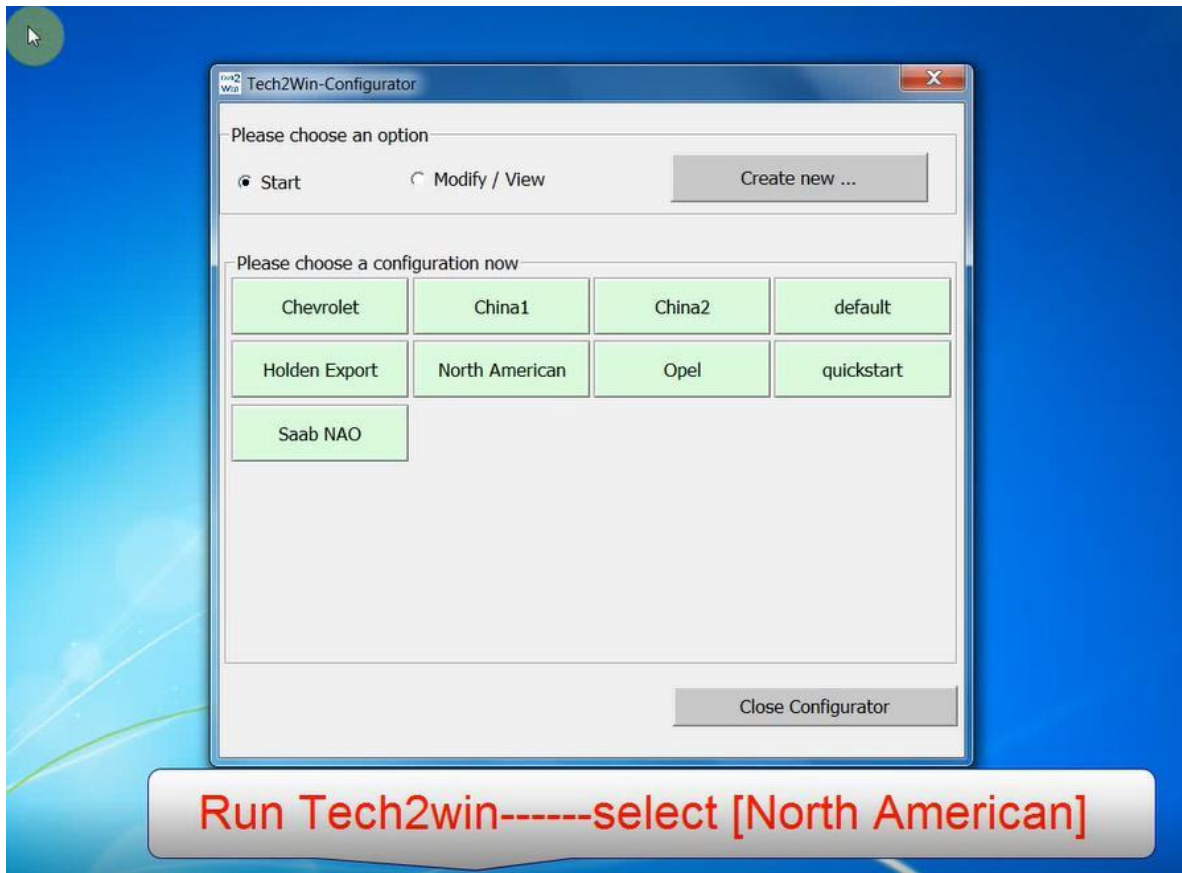 Tech2Win-Configurator
Please choose an option
Start Modify / View Create new ...
Please choose a configuration now
Chevrolet China1 China2 default
Holden Export North American Opel quickstart
Saab NAO
Close Configurator
Run Tech2win------select [North American]